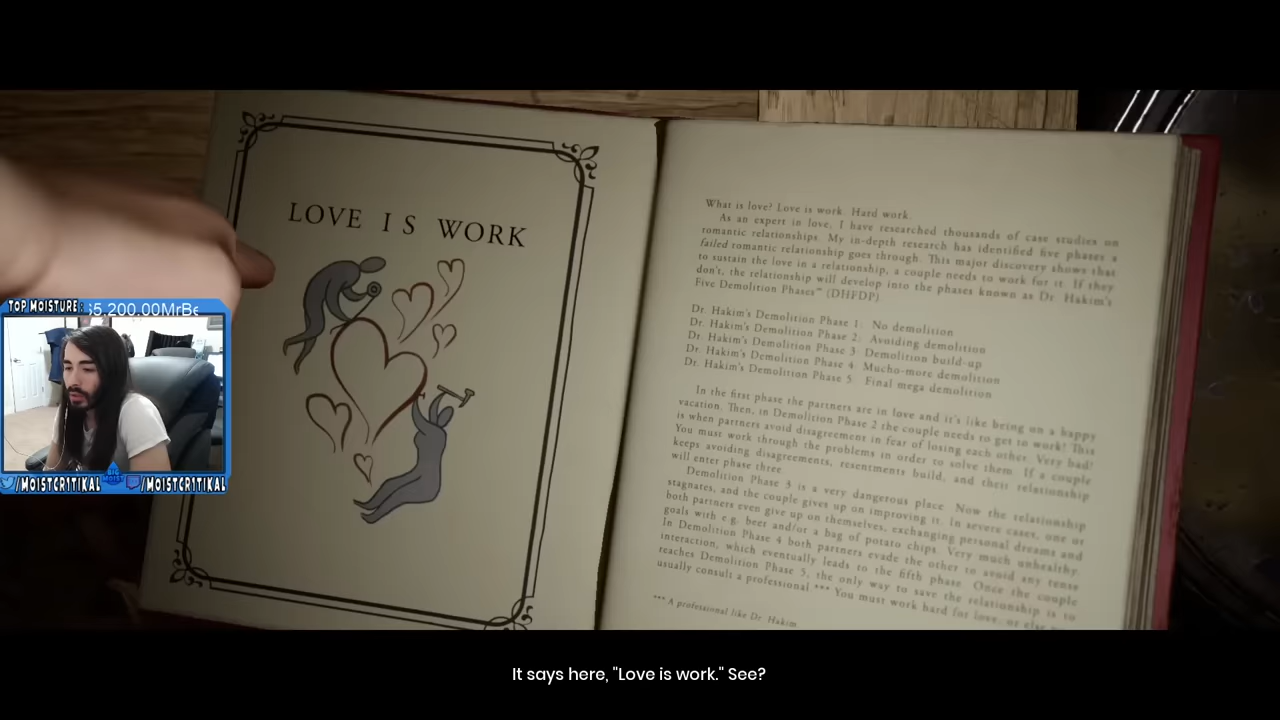 LOVE IS WORK
What is love? Love is work. Hard work.
As an expert in love, I have researched thousands of case studies on
romantic relationships. My in-depth research has identified five phases a
failed romantic relationship goes through. This major discovery shows that
to sustain the love in a relationship, a couple needs to work for it. If they
don't, the relationship will develop into the phases known as Dr. Hakim's
Five Demolition Phases™ (DHFDP)
Dr. Hakim's Demolition Phase 1: No demolition
Dr. Hakim's Demolition Phase 2: Avoiding demolition
Dr. Hakim's Demolition Phase 3: Demolition build-up
Dr. Hakim's Demolition Phase 4: Mucho-more demolition
Dr. Hakim's Demolition Phase 5: Final mega demolition
In the first phase the partners are in love and it's like being on a happy
vacation. Then, in Demolition Phase 2 the couple needs to get to work! This
is when partners avoid disagreement in fear of losing each other. Very bad!
You must work through the problems in order to solve them. If a couple
keeps avoiding disagreements, resentments build, and their relationship
will enter phase three.
Demolition Phase 3 is a very dangerous place. Now the relationship
stagnates, and the couple gives up on improving it. In severe cases, one or
both partners even give up on themselves, exchanging personal dreams and
goals with e.g. beer and/or a bag of potato chips. Very much unhealthy.
In Demolition Phase 4 both partners evade the other to avoid any tense
interaction, which eventually leads to the fifth phase. Once the couple
reaches Demolition Phase 5, the only way to save the relationship is to
usually consult a professional *** You must work hard for love, or else
*** A professional like Dr. Hakim.
TOP MOISTURE: $5,200.00MrBe
/MOISTCR1TIKAL /MOISTCR1TIKAL
It says here, "Love is work." See?